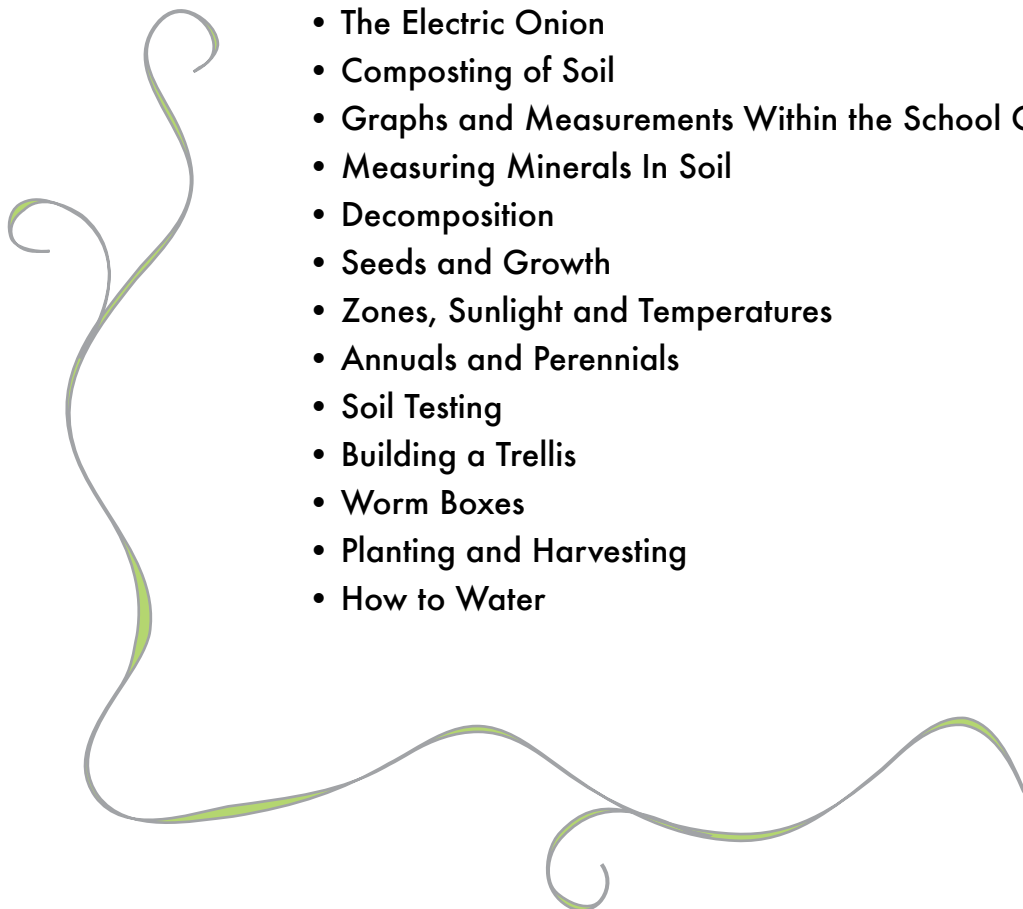 • The Electric Onion
• Composting of Soil
• Graphs and Measurements Within the School
• Measuring Minerals In Soil
• Decomposition
• Seeds and Growth
• Zones, Sunlight and Temperatures
• Annuals and Perennials
• Soil Testing
• Building a Trellis
• Worm Boxes
• Planting and Harvesting
• How to Water